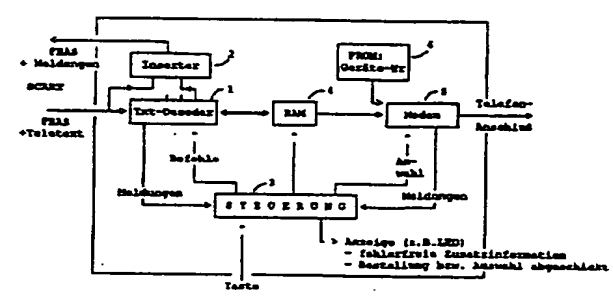 FBAS
+ Meldungen
Inserter
2
PROM:
Geräte-Nr
6
SCART
1
Txt-Decoder
4
RAM
5
Modem
Telefon-
Anschluß
FBAS
+Teletext
Befehle
An-
wahl
Meldungen
3
Meldungen
STEUERUNG
Anzeige (z.B.LED)
- fehlerfreie Zusatzinformation
- Bestellung bzw. Auswahl abgeschickt
Taste